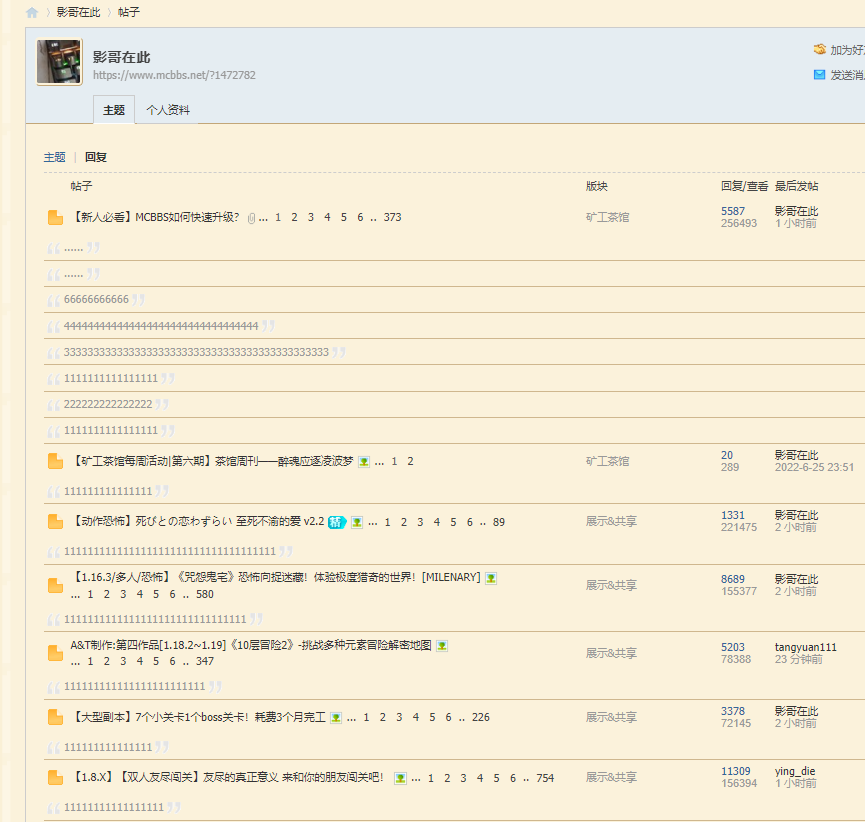 影哥在此 › 帖子
影哥在此
https://www.mcbbs.net/?1472782
加为好
发送消
主题 个人资料
主题 | 回复
帖子 版块 回复/查看 最后发帖
【新人必看】MCBBS如何快速升级? ... 1 2 3 4 5 6 .. 373 矿工茶馆 5587 影哥在此
256493 1 小时前
......
......
66666666666
4444444444444444444444444444444444
333333333333333333333333333333333333333333333
1111111111111111
222222222222222
1111111111111111
【矿工茶馆每周活动|第六期】茶馆周刊——醉魂应逐凌波梦 ... 1 2 矿工茶馆 20 影哥在此
289 2022-6-25 23:51
111111111111111
【动作恐怖】死びとの恋わずらい 至死不渝的爱 v2.2 精 ... 1 2 3 4 5 6 .. 89 展示&共享 1331 影哥在此
221475 2 小时前
111111111111111111111111111111111111
【1.16.3/多人/恐怖】《咒怨鬼宅》恐怖向捉迷藏!体验极度猎奇的世界! [MILENARY]
... 1 2 3 4 5 6 .. 580 展示&共享 8689 影哥在此
155377 2 小时前
1111111111111111111111111111111
A&T制作:第四作品[1.18.2~1.19]《10层冒险2》-挑战多种元素冒险解密地图
... 1 2 3 4 5 6 .. 347 展示&共享 5203 tangyuan111
78388 23 分钟前
111111111111111111111111
【大型副本】7个小关卡1个boss关卡!耗费3个月完工 ... 1 2 3 4 5 6 .. 226 展示&共享 3378 影哥在此
72145 2 小时前
111111111111111
【1.8.X】【双人友尽闯关】友尽的真正意义 来和你的朋友闯关吧! ... 1 2 3 4 5 6 .. 754 展示&共享 11309 ying_die
156394 1 小时前
11111111111111111